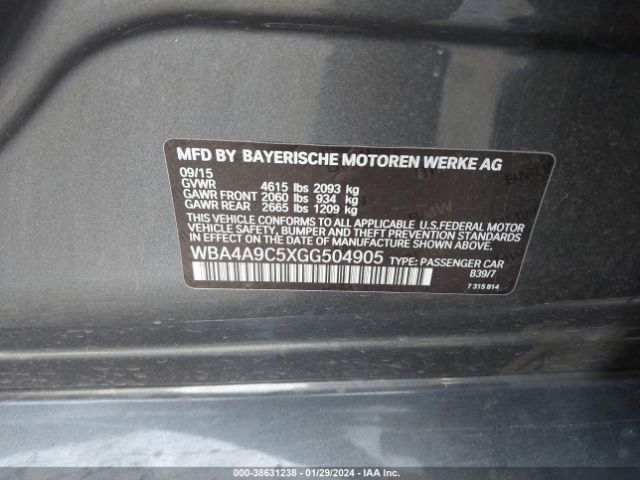 MFD BY BAYERISCHE MOTOREN WERKE AG
09/15
GVWR 4615 lbs 2093 kg
GAWR FRONT 2060 lbs 934 kg
GAWR REAR 2665 lbs 1209 kg
THIS VEHICLE CONFORMS TO ALL APPLICABLE U.S.FEDERAL MOTOR
VEHICLE SAFETY, BUMPER AND THEFT PREVENTION STANDARDS
IN EFFECT ON THE DATE OF MANUFACTURE SHOWN ABOVE.
WBA4A9C5XGG504905 TYPE: PASSENGER CAR
B39/7
7 315 814
000-38631238 - 01/29/2024 - IAA Inc.